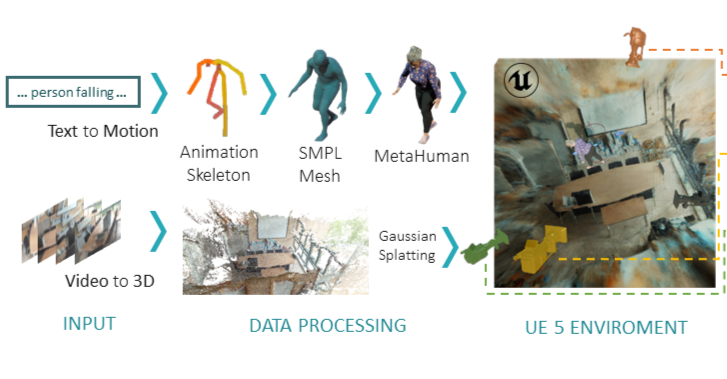 ... person falling ...
Text to Motion
Animation
Skeleton
SMPL
Mesh
MetaHuman
Video to 3D
Gaussian
Splatting
INPUT
DATA PROCESSING
UE 5 ENVIROMENT